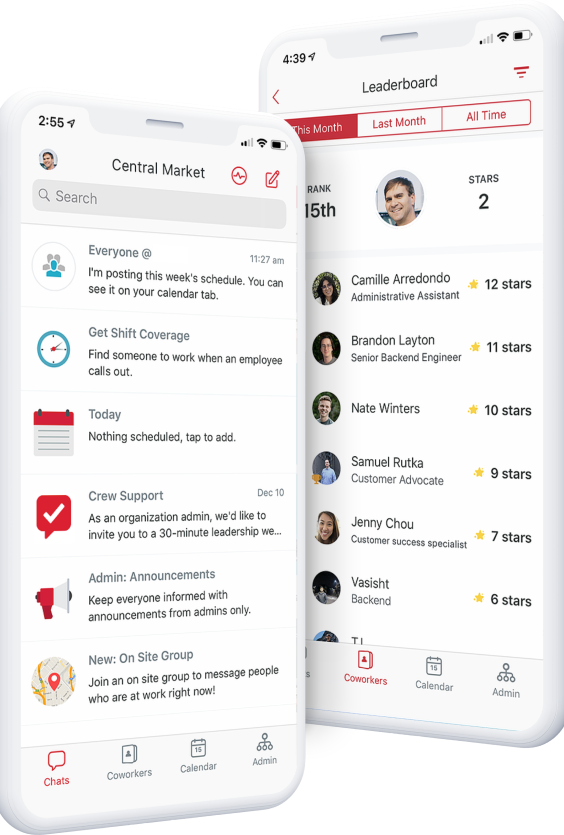 2:55
Central Market
Search
Everyone @
11:27 am
I'm posting this week's schedule. You can
see it on your calendar tab.
Get Shift Coverage
Find someone to work when an employee
calls out.
Today
Nothing scheduled, tap to add.
Crew Support
Dec 10
As an organization admin, we'd like to
invite you to a 30-minute leadership we...
Admin: Announcements
Keep everyone informed with
announcements from admins only.
New: On Site Group
Join an on site group to message people
who are at work right now!
15
Chats
Coworkers
Calendar
Admin
4:39
Leaderboard
This Month
Last Month
All Time
RANK
15th
STARS
2
Camille Arredondo
Administrative Assistant
12 stars
Brandon Layton
Senior Backend Engineer
11 stars
Nate Winters
10 stars
Samuel Rutka
Customer Advocate
9 stars
Jenny Chou
Customer success specialist
7 stars
Vasisht
Backend
6 stars
15
Coworkers
Calendar
Admin